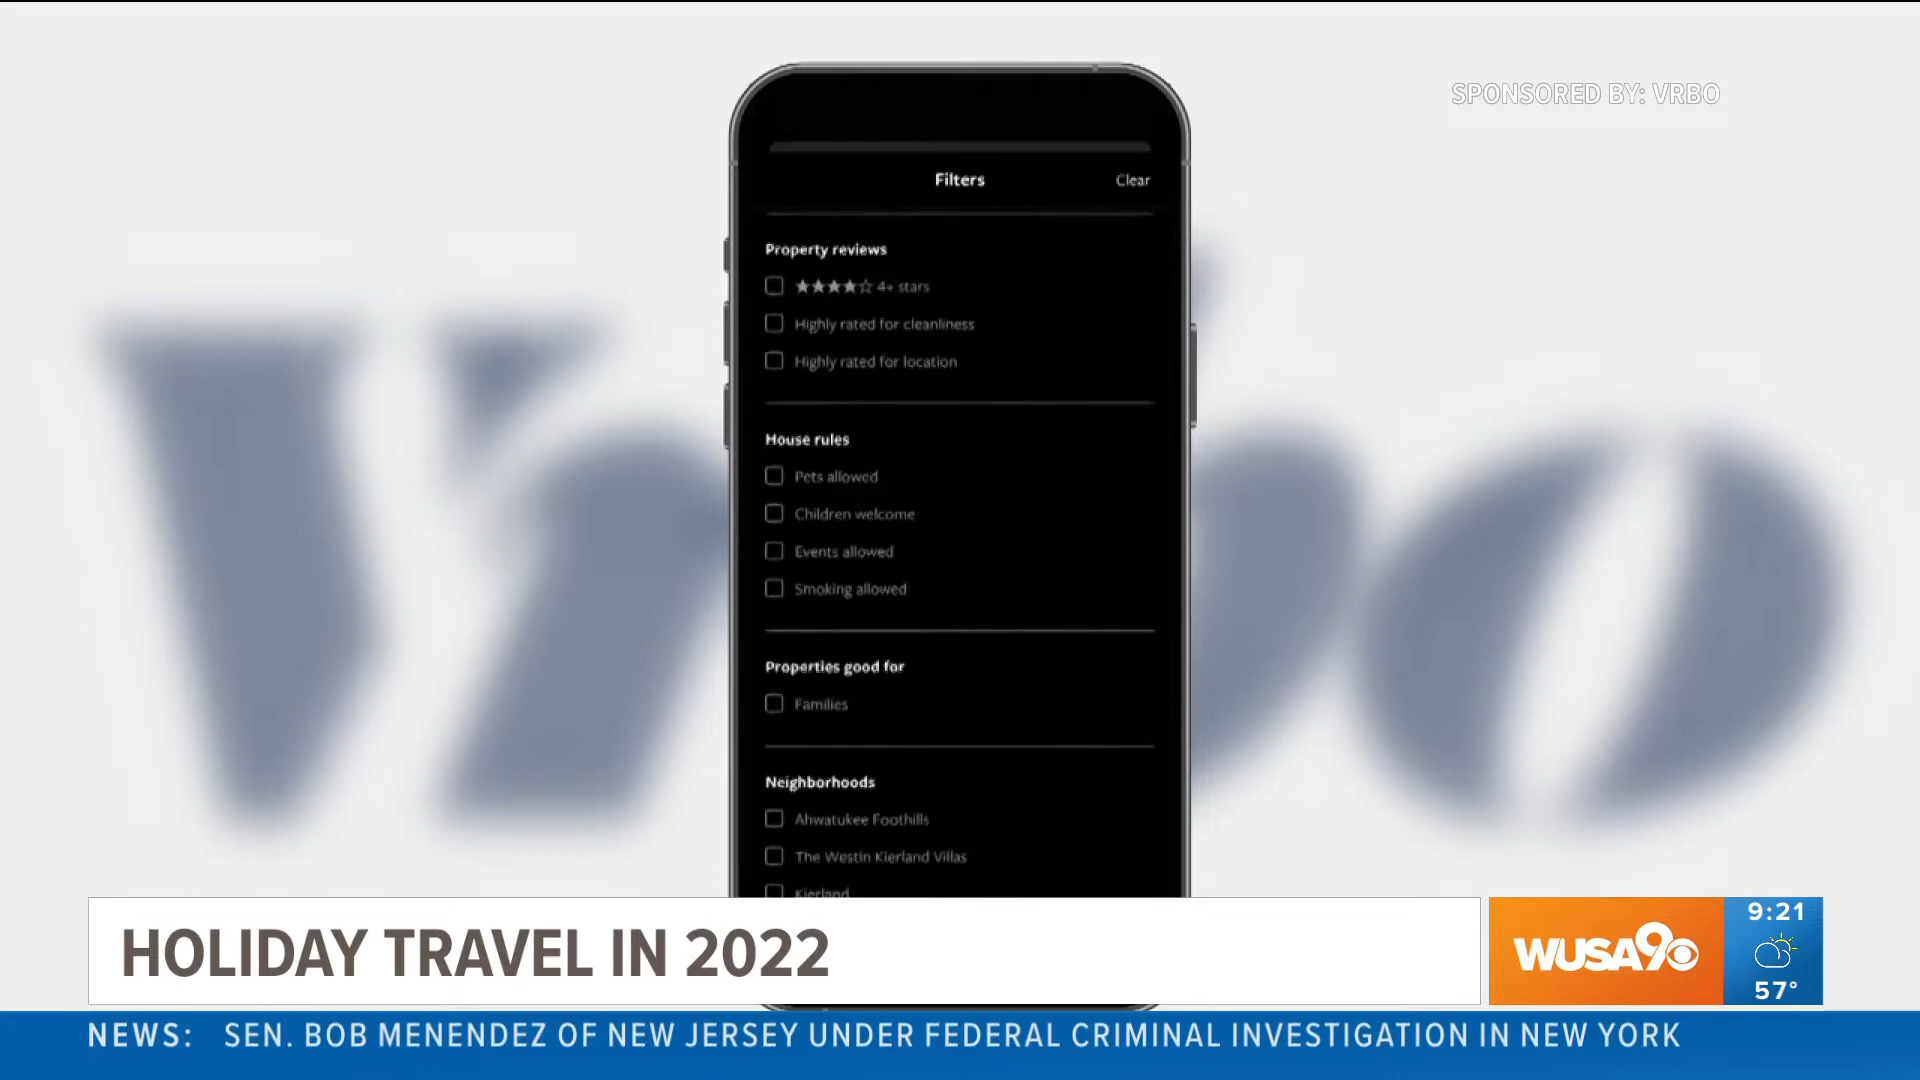 SPONSORED BY: VRBO
Vrbo
Filters
Clear
Property reviews
★★★★☆ 4+ stars
Highly rated for cleanliness
Highly rated for location
House rules
Pets allowed
Children welcome
Events allowed
Smoking allowed
Properties good for
Families
Neighborhoods
Ahwatukee Foothills
The Westin Kierland Villas
Kierland
HOLIDAY TRAVEL IN 2022
WUSA9
9:21
57°
NEWS: SEN. BOB MENENDEZ OF NEW JERSEY UNDER FEDERAL CRIMINAL INVESTIGATION IN NEW YORK